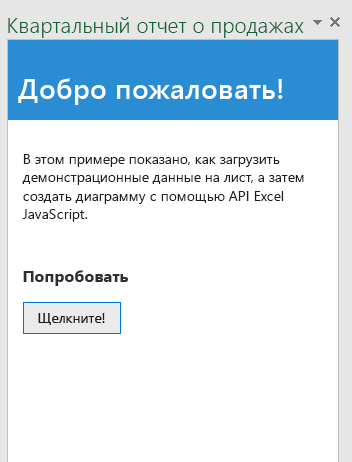 Квартальный отчет о продажах
Добро пожаловать!
В этом примере показано, как загрузить
демонстрационные данные на лист, а затем
создать диаграмму с помощью API Excel
JavaScript.
Попробовать
Щелкните!